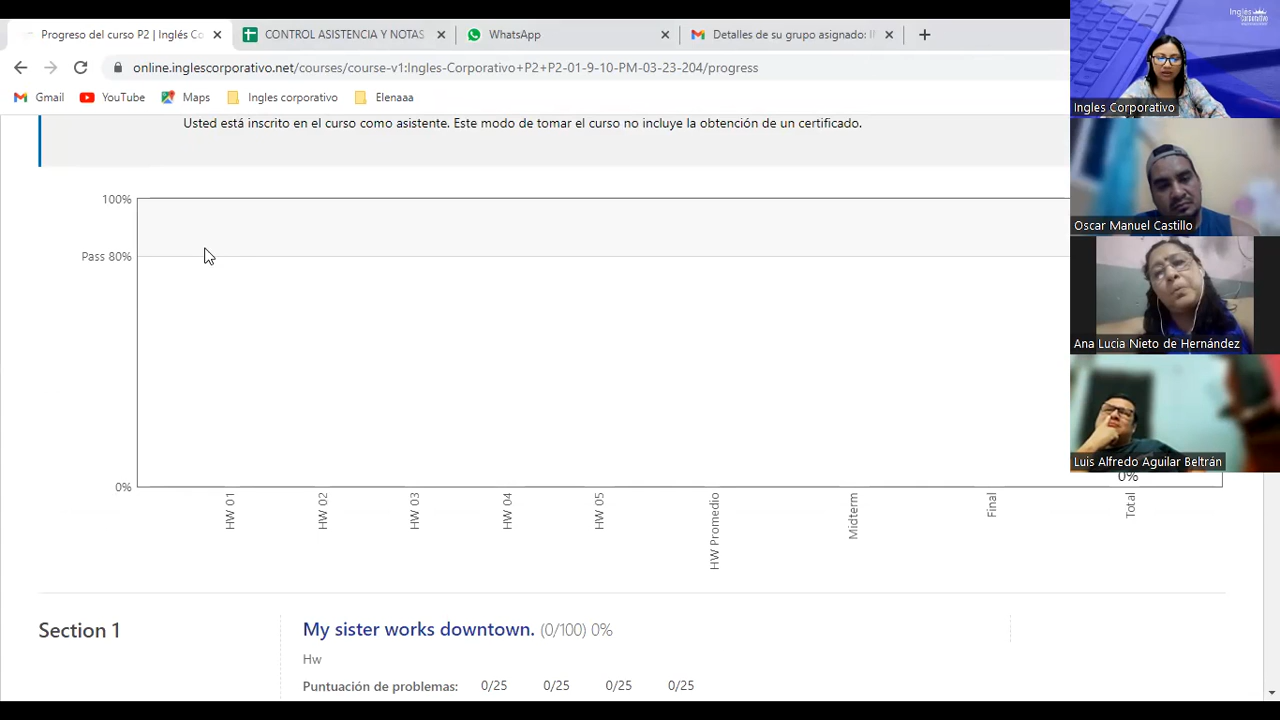 Progreso del curso P2 | Inglés Co
CONTROL ASISTENCIA Y NOTAS
WhatsApp
Detalles de su grupo asignado: I
online.inglescorporativo.net/courses/course-v1:Ingles-Corporativo+P2+P2-01-9-10-PM-03-23-204/progress
Gmail
YouTube
Maps
Ingles corporativo
Elenaaa
Usted está inscrito en el curso como asistente. Este modo de tomar el curso no incluye la obtención de un certificado.
100%
Pass 80%
0%
HW 01
HW 02
HW 03
HW 04
HW 05
HW Promedio
Midterm
Final
Total
0%
Section 1
My sister works downtown. (0/100) 0%
Hw
Puntuación de problemas: 0/25 0/25 0/25 0/25
Inglés
corporativo
Ingles Corporativo
Oscar Manuel Castillo
Ana Lucia Nieto de Hernández
Luis Alfredo Aguilar Beltrán